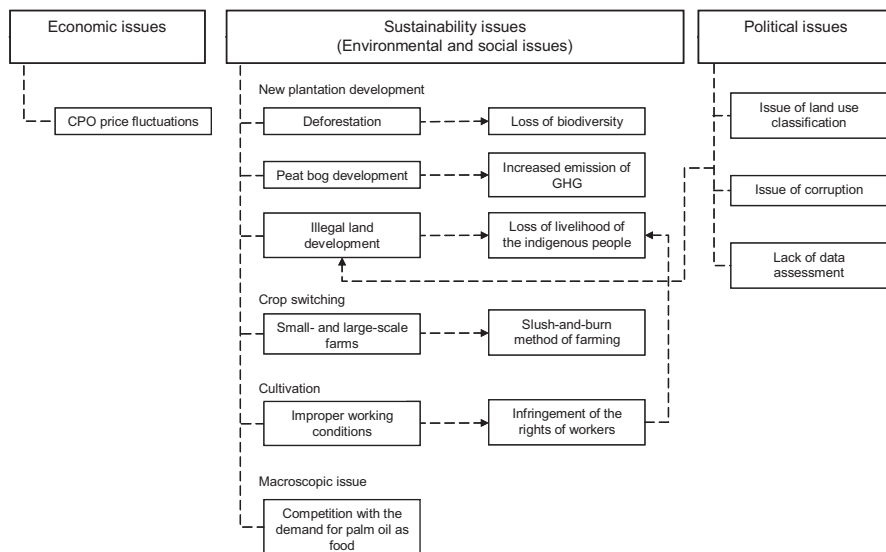 Economic issues
Sustainability issues
(Environmental and social issues)
Political issues
CPO price fluctuations
New plantation development
Deforestation
Loss of biodiversity
Peat bog development
Increased emission of
GHG
Illegal land
development
Loss of livelihood of
the indigenous people
Crop switching
Small- and large-scale
farms
Slush-and-burn
method of farming
Cultivation
Improper working
conditions
Infringement of the
rights of workers
Macroscopic issue
Competition with the
demand for palm oil as
food
Issue of land use
classification
Issue of corruption
Lack of data
assessment